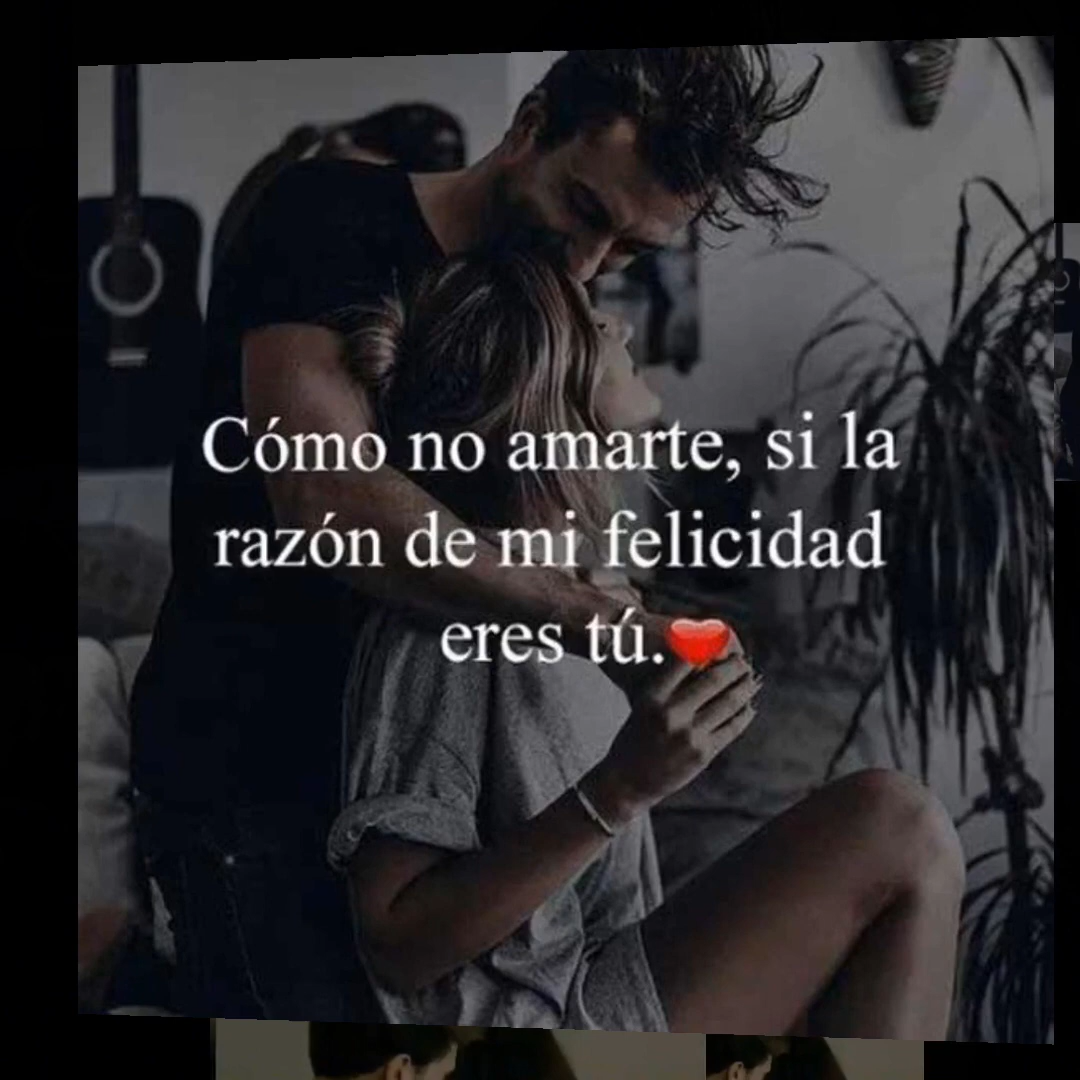 Cómo no amarte, si la
razón de mi felicidad
eres tú.❤️